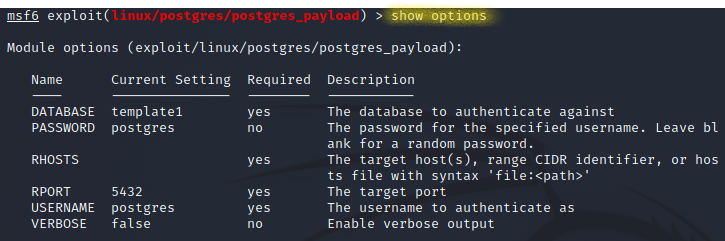 msf6 exploit(linux/postgres/postgres_payload) > show options
Module options (exploit/linux/postgres/postgres_payload):
Name Current Setting Required Description
DATABASE template1 yes The database to authenticate against
PASSWORD postgres no The password for the specified username. Leave bl
ank for a random password.
RHOSTS yes The target host(s), range CIDR identifier, or hos
ts file with syntax 'file:<path>'
RPORT 5432 yes The target port
USERNAME postgres yes The username to authenticate as
VERBOSE false no Enable verbose output